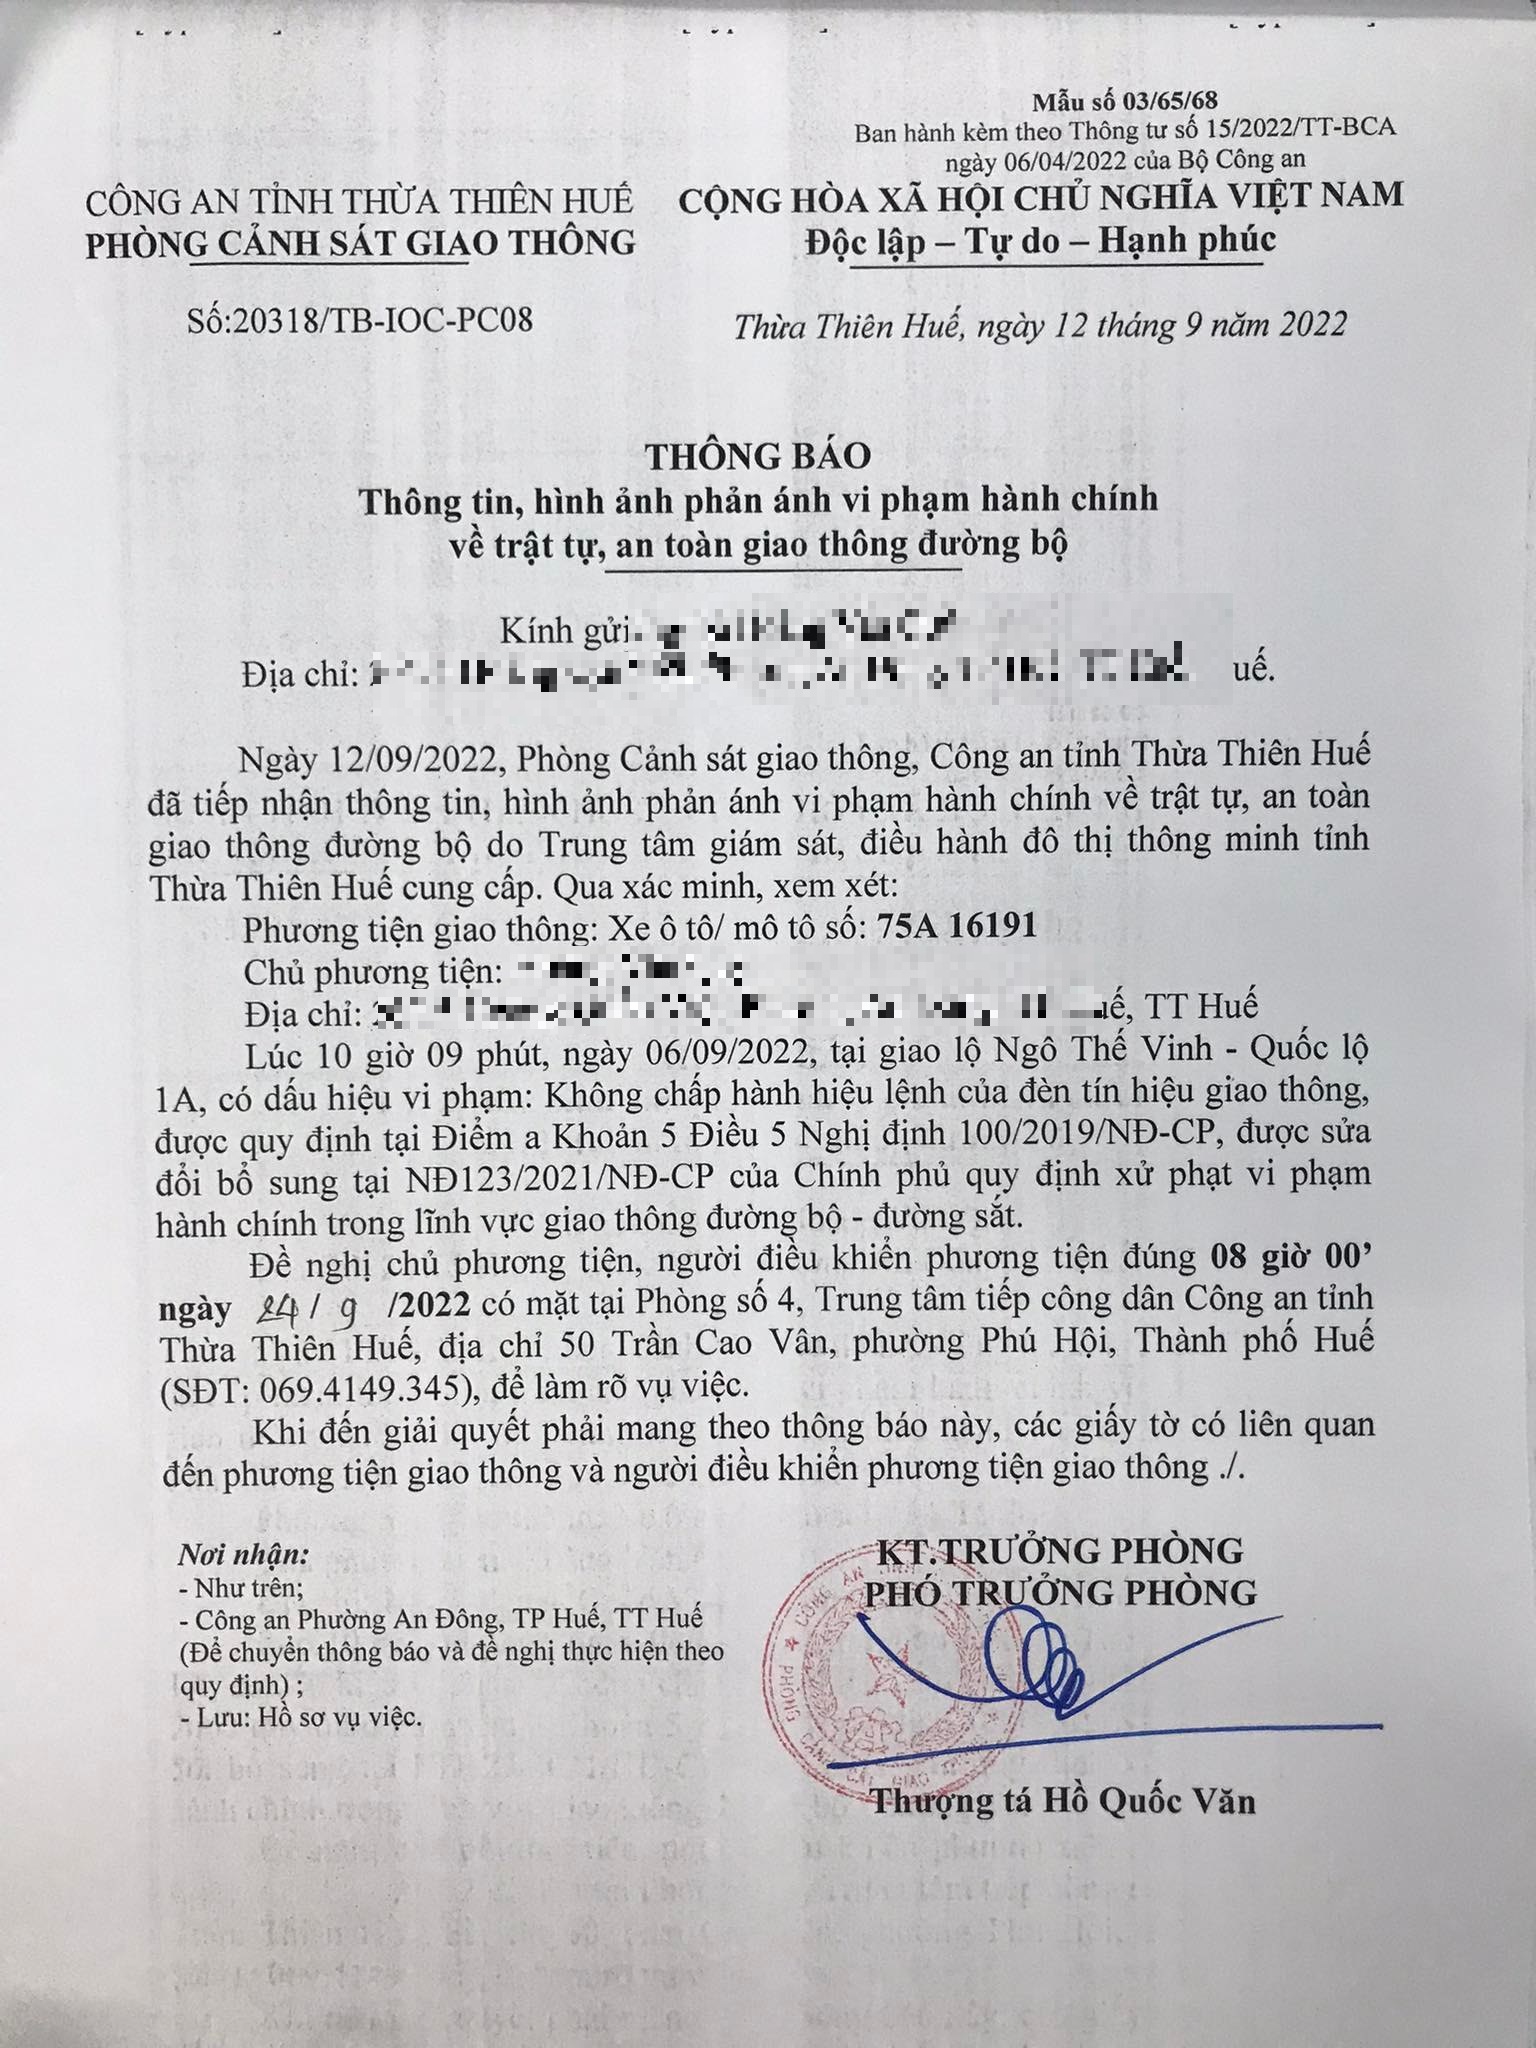 Mẫu số 03/65/68
Ban hành kèm theo Thông tư số 15/2022/TT-BCA
ngày 06/04/2022 của Bộ Công an
CÔNG AN TỈNH THỪA THIÊN HUẾ
PHÒNG CẢNH SÁT GIAO THÔNG
CỘNG HÒA XÃ HỘI CHỦ NGHĨA VIỆT NAM
Độc lập – Tự do – Hạnh phúc
Số:20318/TB-IOC-PC08
Thừa Thiên Huế, ngày 12 tháng 9 năm 2022
THÔNG BÁO
Thông tin, hình ảnh phản ánh vi phạm hành chính
về trật tự, an toàn giao thông đường bộ
Kính gửi
Địa chỉ: uế.
Ngày 12/09/2022, Phòng Cảnh sát giao thông, Công an tỉnh Thừa Thiên Huế
đã tiếp nhận thông tin, hình ảnh phản ánh vi phạm hành chính về trật tự, an toàn
giao thông đường bộ do Trung tâm giám sát, điều hành đô thị thông minh tỉnh
Thừa Thiên Huế cung cấp. Qua xác minh, xem xét:
Phương tiện giao thông: Xe ô tô/ mô tô số: 75A 16191
Chủ phương tiện:
Địa chỉ: uế, TT Huế
Lúc 10 giờ 09 phút, ngày 06/09/2022, tại giao lộ Ngô Thế Vinh - Quốc lộ
1A, có dấu hiệu vi phạm: Không chấp hành hiệu lệnh của đèn tín hiệu giao thông,
được quy định tại Điểm a Khoản 5 Điều 5 Nghị định 100/2019/NĐ-CP, được sửa
đổi bổ sung tại NĐ123/2021/NĐ-CP của Chính phủ quy định xử phạt vi phạm
hành chính trong lĩnh vực giao thông đường bộ - đường sắt.
Đề nghị chủ phương tiện, người điều khiển phương tiện đúng 08 giờ 00’
ngày 24/ 9 /2022 có mặt tại Phòng số 4, Trung tâm tiếp công dân Công an tỉnh
Thừa Thiên Huế, địa chỉ 50 Trần Cao Vân, phường Phú Hội, Thành phố Huế
(SĐT: 069.4149.345), để làm rõ vụ việc.
Khi đến giải quyết phải mang theo thông báo này, các giấy tờ có liên quan
đến phương tiện giao thông và người điều khiển phương tiện giao thông ./.
Nơi nhận:
- Như trên;
- Công an Phường An Đông, TP Huế, TT Huế
(Để chuyển thông báo và đề nghị thực hiện theo
quy định) ;
- Lưu: Hồ sơ vụ việc.
KT.TRƯỞNG PHÒNG
PHÓ TRƯỞNG PHÒNG
Thượng tá Hồ Quốc Văn